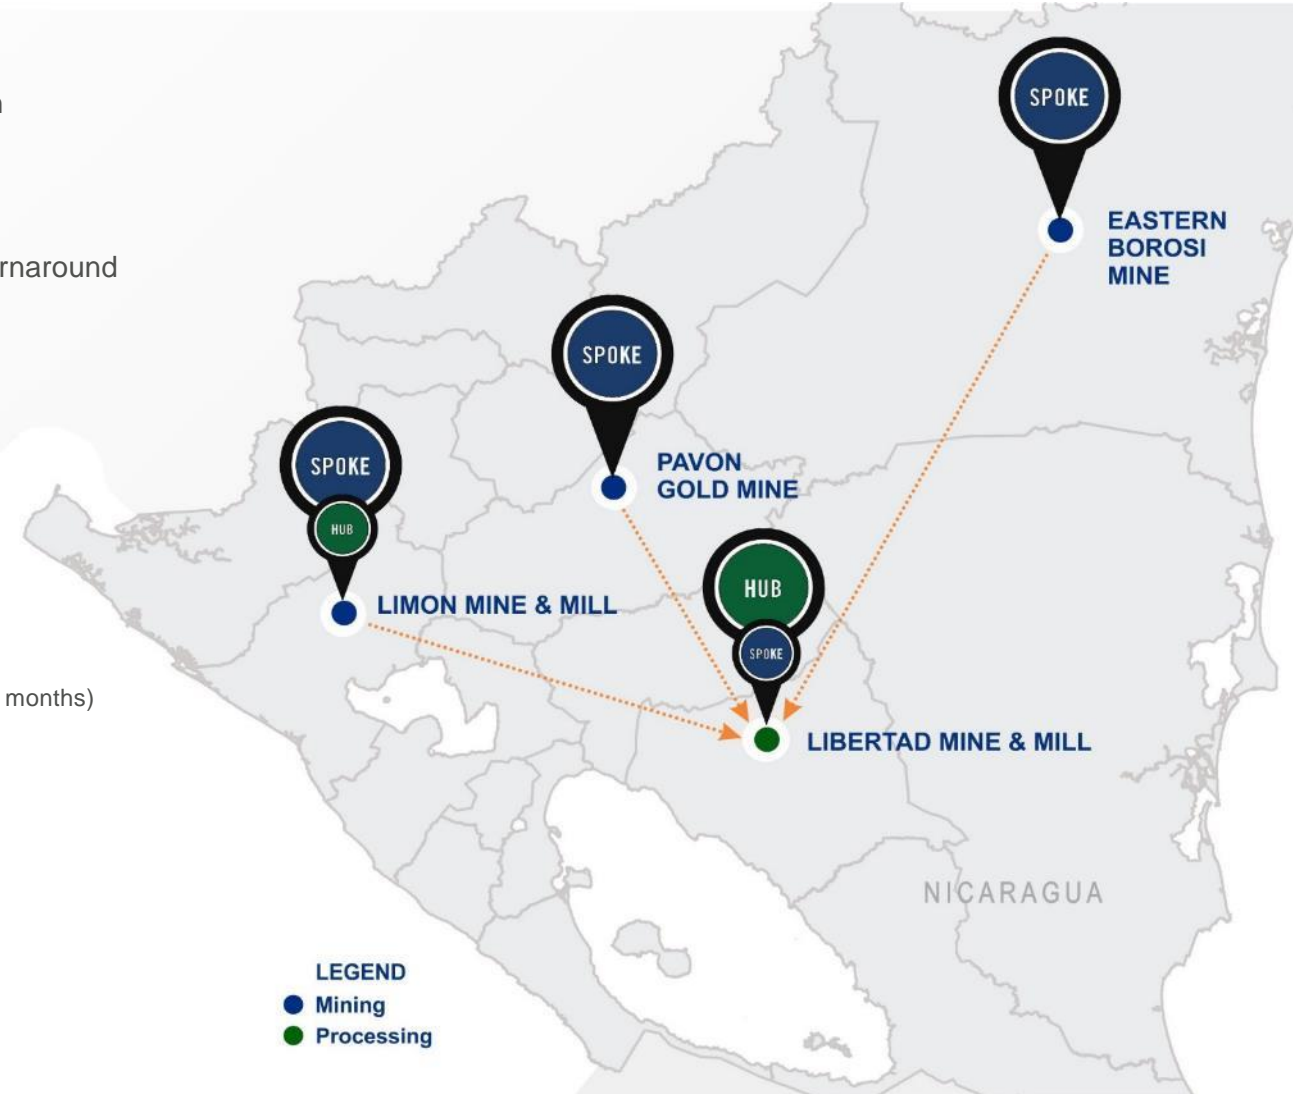 rnaround
months)
SPOKE
EASTERN
BOROSI
MINE
SPOKE
PAVON
GOLD MINE
SPOKE
HUB
LIMON MINE & MILL
HUB
SPOKE
LIBERTAD MINE & MILL
NICARAGUA
LEGEND
Mining
Processing